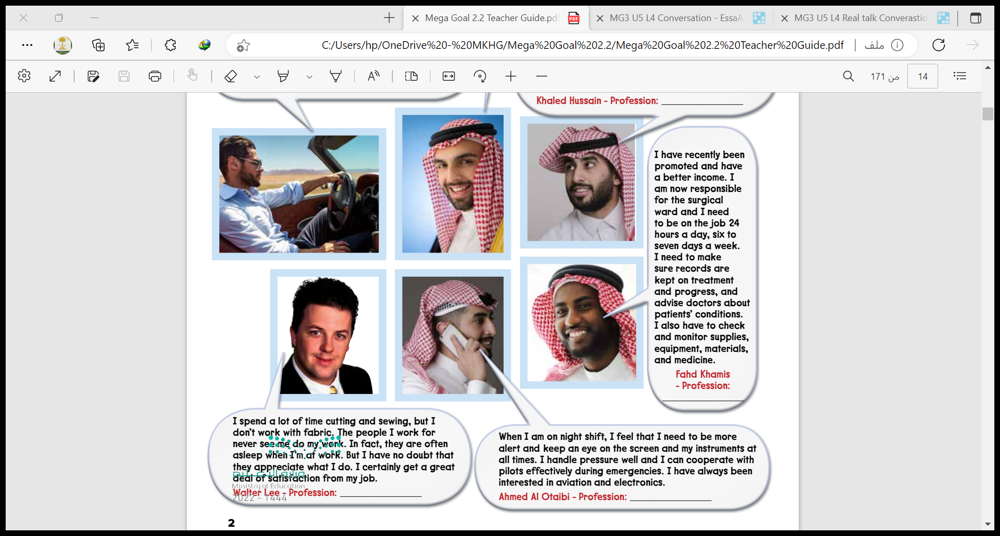 Mega Goal 2.2 Teacher Guide.pdf
MG3 U5 L4 Conversation - EssaA
MG3 U5 L4 Real talk Converastio
C:/Users/hp/OneDrive%20-%20MKHG/Mega%20Goal%202.2/Mega%20Goal%202.2%20Teacher%20Guide.pdf
ملف
171 من
14
Khaled Hussain - Profession:
I have recently been
promoted and have
a better income. I
am now responsible
for the surgical
ward and I need
to be on the job 24
hours a day, six to
seven days a week.
I need to make
sure records are
kept on treatment
and progress, and
advise doctors about
patients' conditions.
I also have to check
and monitor supplies,
equipment, materials,
and medicine.
Fahd Khamis
- Profession:
I spend a lot of time cutting and sewing, but I
don't work with fabric. The people I work for
never see me do my work. In fact, they are often
asleep when I'm at work. But I have no doubt that
they appreciate what I do. I certainly get a great
deal of satisfaction from my job.
Walter Lee - Profession:
وزارة التعليم
Ministry of Education
2022 - 1444
When I am on night shift, I feel that I need to be more
alert and keep an eye on the screen and my instruments at
all times. I handle pressure well and I can cooperate with
pilots effectively during emergencies. I have always been
interested in aviation and electronics.
Ahmed Al Otaibi - Profession:
2